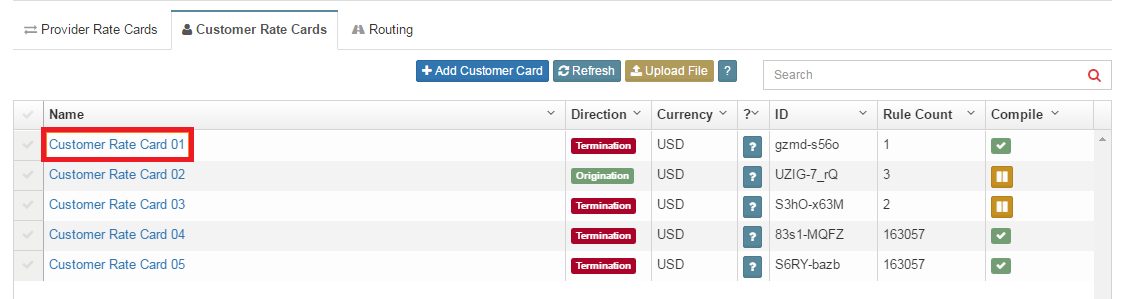 Provider Rate Cards Customer Rate Cards Routing
Add Customer Card Refresh Upload File ? Search
Name Direction Currency ? ID Rule Count Compile
Customer Rate Card 01 Termination USD ? gzmd-s56o 1
Customer Rate Card 02 Origination USD ? UZIG-7_rQ 3
Customer Rate Card 03 Termination USD ? S3hO-x63M 2
Customer Rate Card 04 Termination USD ? 83s1-MQFZ 163057
Customer Rate Card 05 Termination USD ? S6RY-bazb 163057